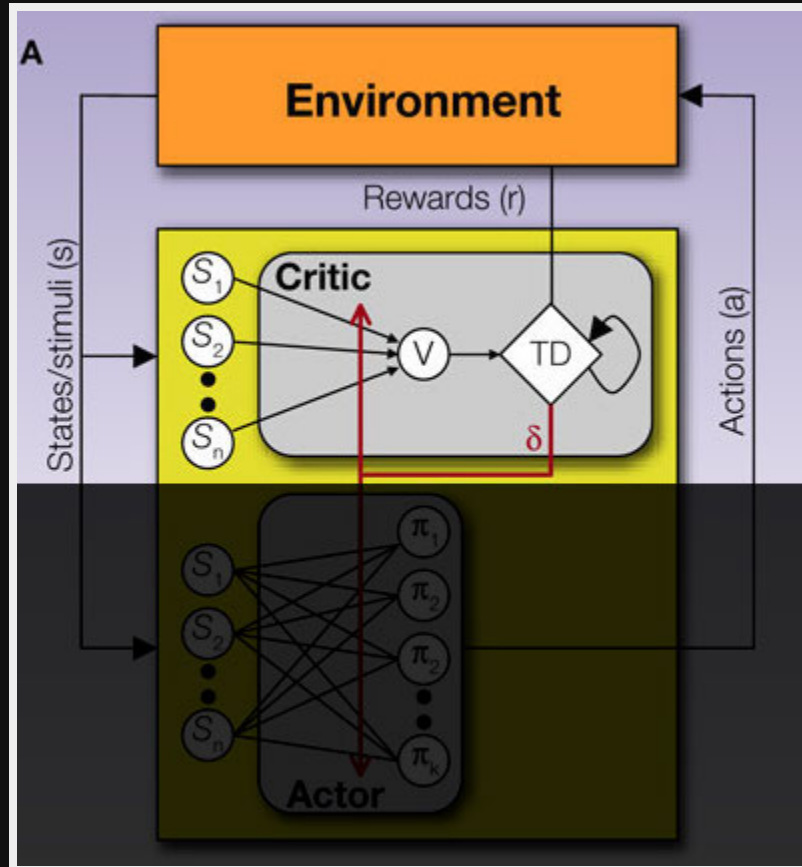 A
Environment
Rewards (r)
States/stimuli (s)
Actions (a)
Critic
S1
S2
Sn
V
TD
δ
S1
S2
Sn
π1
π2
π2
πk
Actor